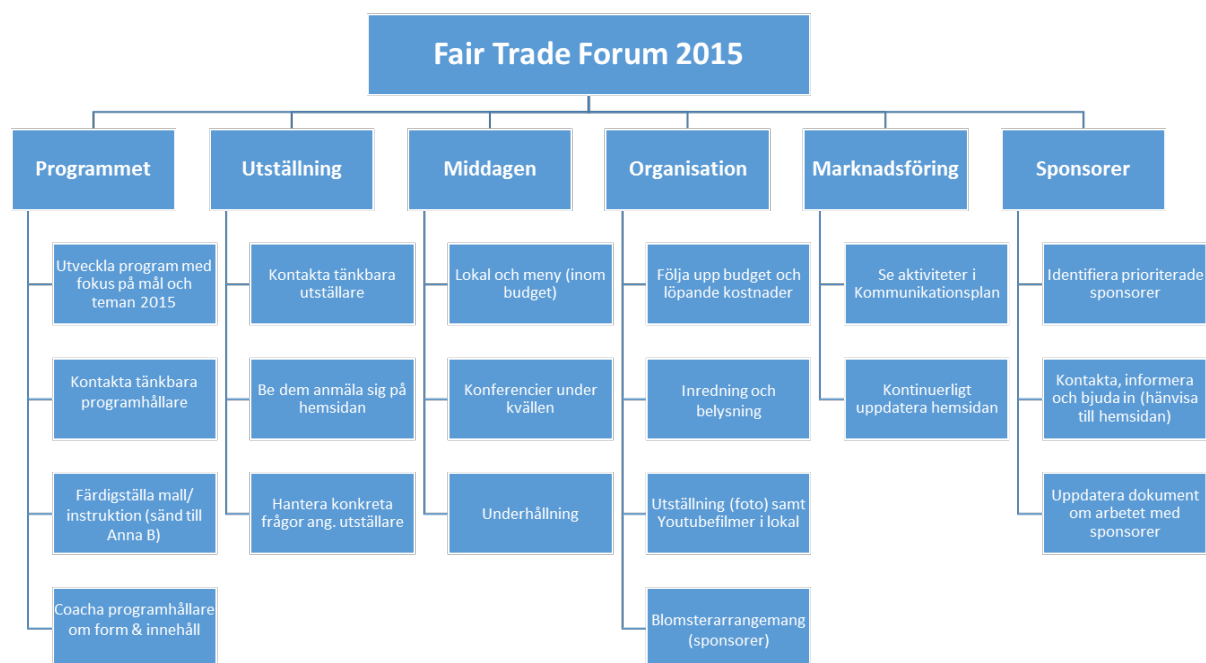 Fair Trade Forum 2015
Programmet
Utställning
Middagen
Organisation
Marknadsföring
Sponsorer
Utveckla program med
fokus på mål och
teman 2015
Kontakta tänkbara
programhållare
Färdigställa mall/
instruktion (sänd till
Anna B)
Coacha programhållare
om form & innehåll
Kontakta tänkbara
utställare
Be dem anmäla sig på
hemsidan
Hantera konkreta
frågor ang. utställare
Lokal och meny (inom
budget)
Konferencier under
kvällen
Underhållning
Följa upp budget och
löpande kostnader
Inredning och
belysning
Utställning (foto) samt
Youtubefilmer i lokal
Blomsterarrangemang
(sponsorer)
Se aktiviteter i
Kommunikationsplan
Kontinuerligt
uppdatera hemsidan
Identifiera prioriterade
sponsorer
Kontakta, informera
och bjuda in (hänvisa
till hemsidan)
Uppdatera dokument
om arbetet med
sponsorer